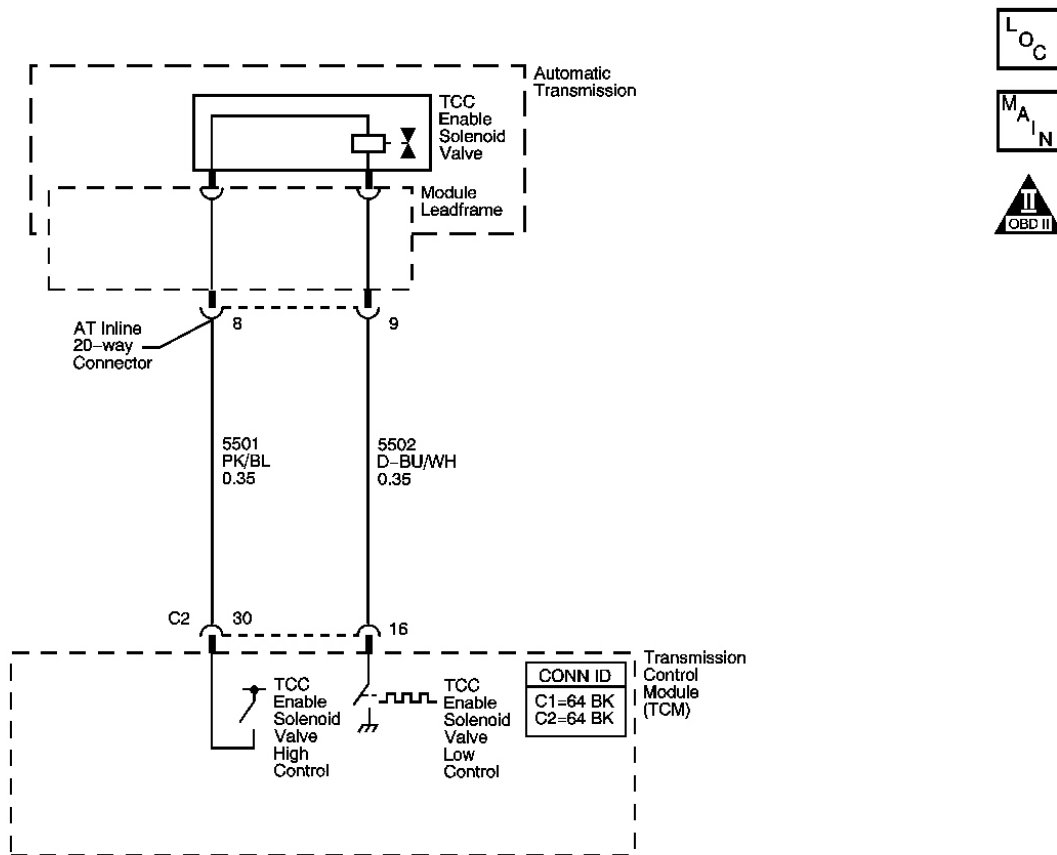 L
O
C
M
A
I
N
II
OBD II
Automatic
Transmission
TCC
Enable
Solenoid
Valve
Module
Leadframe
AT Inline
20-way
Connector
8
9
5501
PK/BL
0.35
5502
D-BU/WH
0.35
C2
30
16
Transmission
Control
Module
(TCM)
CONN ID
C1=64 BK
C2=64 BK
TCC
Enable
Solenoid
Valve
High
Control
TCC
Enable
Solenoid
Valve
Low
Control